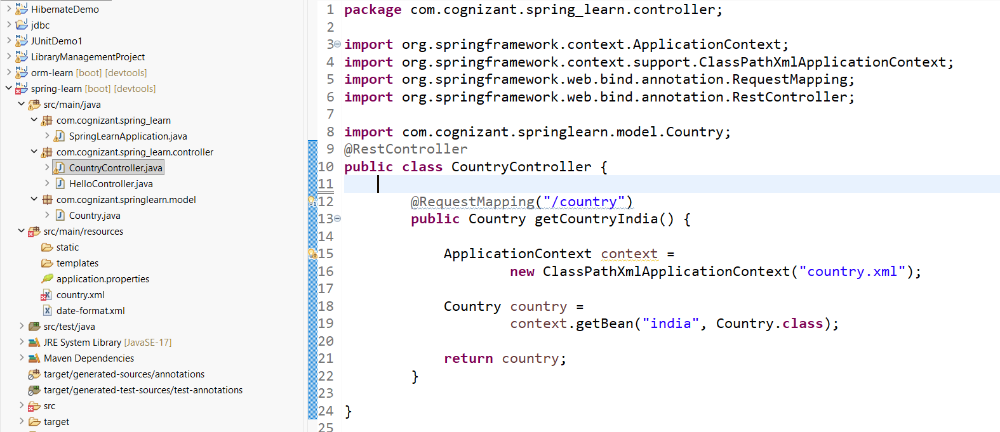 HibernateDemo
jdbc
JUnitDemo1
LibraryManagementProject
orm-learn [boot] [devtools]
spring-learn [boot] [devtools]
src/main/java
com.cognizant.spring_learn
SpringLearnApplication.java
com.cognizant.spring_learn.controller
CountryController.java
HelloController.java
com.cognizant.springlearn.model
Country.java
src/main/resources
static
templates
application.properties
country.xml
date-format.xml
src/test/java
JRE System Library [JavaSE-17]
Maven Dependencies
target/generated-sources/annotations
target/generated-test-sources/test-annotations
src
target
1 package com.cognizant.spring_learn.controller;
2
3 import org.springframework.context.ApplicationContext;
4 import org.springframework.context.support.ClassPathXmlApplicationContext;
5 import org.springframework.web.bind.annotation.RequestMapping;
6 import org.springframework.web.bind.annotation.RestController;
7
8 import com.cognizant.springlearn.model.Country;
9 @RestController
10 public class CountryController {
11
12 @RequestMapping("/country")
13 public Country getCountryIndia() {
14
15 ApplicationContext context =
16 new ClassPathXmlApplicationContext("country.xml");
17
18 Country country =
19 context.getBean("india", Country.class);
20
21 return country;
22 }
23
24 }
25